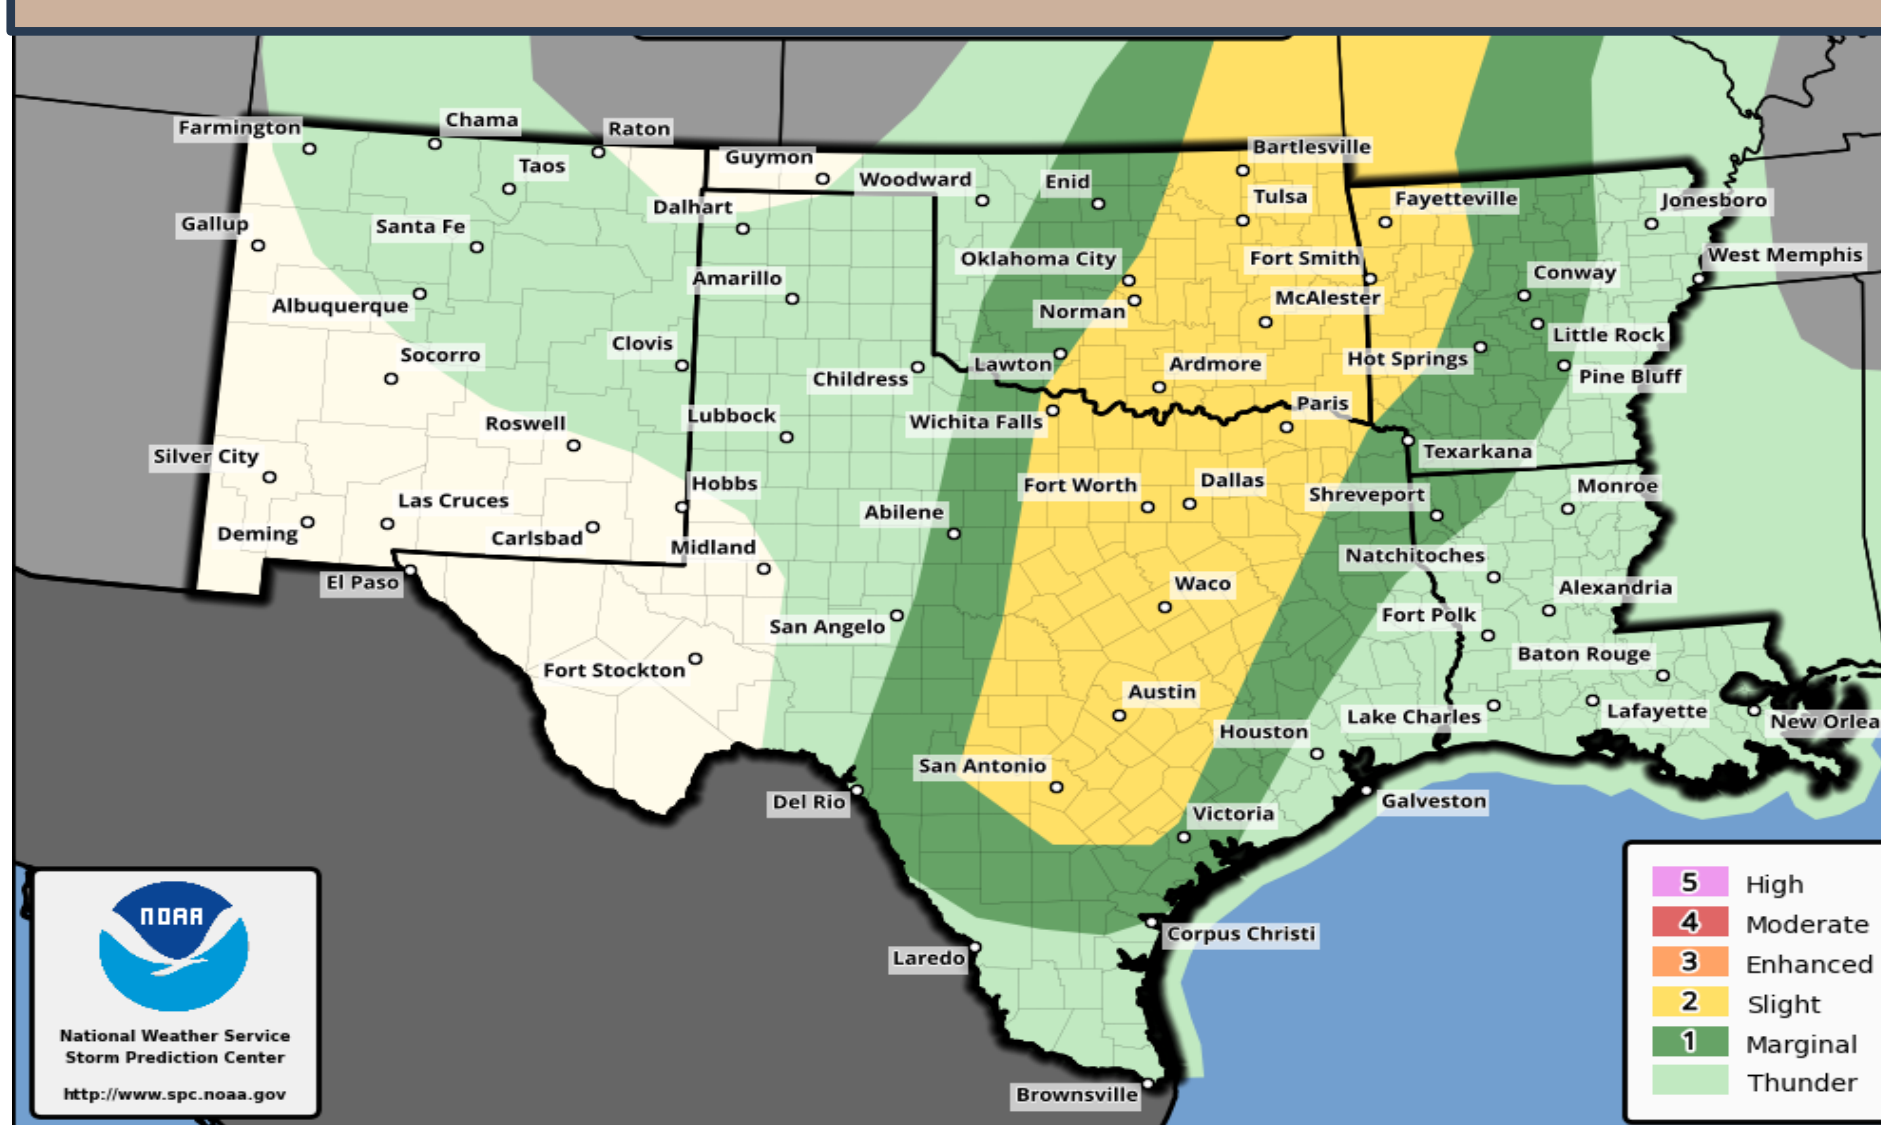 Farmington
Chama
Raton
Taos
Guymon
Woodward
Enid
Bartlesville
Tulsa
Fayetteville
Jonesboro
Gallup
Santa Fe
Dalhart
Oklahoma City
Fort Smith
West Memphis
Albuquerque
Amarillo
Norman
McAlester
Conway
Socorro
Clovis
Childress
Lawton
Ardmore
Hot Springs
Little Rock
Pine Bluff
Roswell
Lubbock
Wichita Falls
Paris
Texarkana
Silver City
Las Cruces
Hobbs
Fort Worth
Dallas
Shreveport
Monroe
Deming
Carlsbad
Midland
Abilene
Natchitoches
El Paso
Waco
Alexandria
San Angelo
Fort Polk
Fort Stockton
Baton Rouge
Austin
Houston
Lake Charles
Lafayette
New Orlea
San Antonio
Del Rio
Victoria
Galveston
Corpus Christi
Laredo
Brownsville
NOAA
National Weather Service
Storm Prediction Center
http://www.spc.noaa.gov
5 High
4 Moderate
3 Enhanced
2 Slight
1 Marginal
Thunder